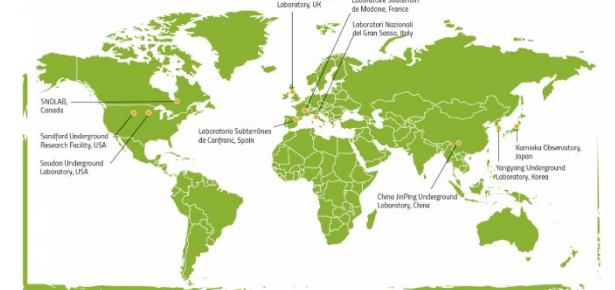 Laboratory, UK
Laboratoire Souterrain
de Modane, France
Laboratori Nazionali
del Gran Sasso, Italy
SNOLAB,
Canada
Sandford Underground
Research Facility, USA
Soudan Underground
Laboratory, USA
Laboratorio Subterráneo
de Canfranc, Spain
Kamioka Observatory,
Japan
Yangyang Underground
Laboratory, Korea
China JinPing Underground
Laboratory, China